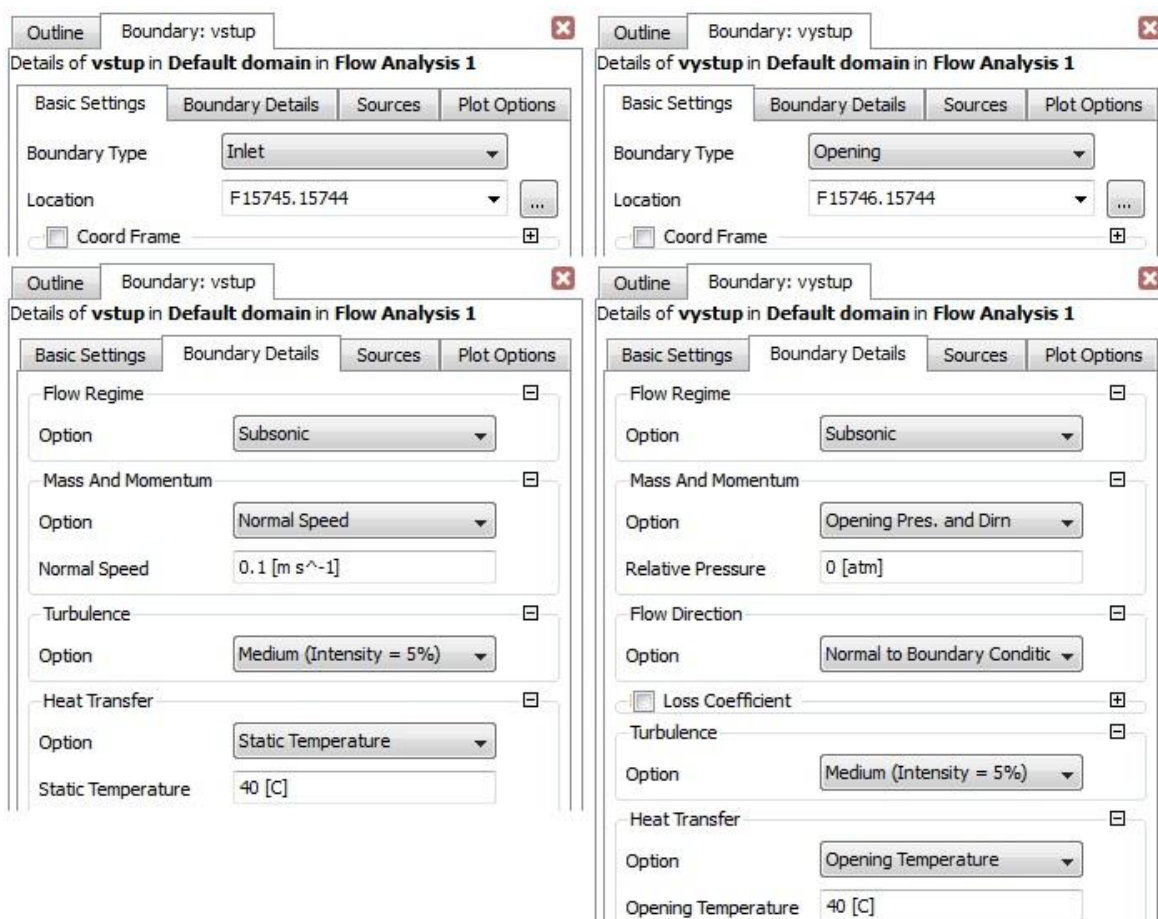 Outline Boundary: vstup
Details of vstup in Default domain in Flow Analysis 1
Basic Settings Boundary Details Sources Plot Options
Boundary Type Inlet
Location F15745.15744 ...
Coord Frame
Outline Boundary: vystup
Details of vystup in Default domain in Flow Analysis 1
Basic Settings Boundary Details Sources Plot Options
Boundary Type Opening
Location F15746.15744 ...
Coord Frame
Outline Boundary: vstup
Details of vstup in Default domain in Flow Analysis 1
Basic Settings Boundary Details Sources Plot Options
Flow Regime
Option Subsonic
Mass And Momentum
Option Normal Speed
Normal Speed 0.1 [m s^-1]
Turbulence
Option Medium (Intensity = 5%)
Heat Transfer
Option Static Temperature
Static Temperature 40 [C]
Outline Boundary: vystup
Details of vystup in Default domain in Flow Analysis 1
Basic Settings Boundary Details Sources Plot Options
Flow Regime
Option Subsonic
Mass And Momentum
Option Opening Pres. and Dirn
Relative Pressure 0 [atm]
Flow Direction
Option Normal to Boundary Conditic
Loss Coefficient
Turbulence
Option Medium (Intensity = 5%)
Heat Transfer
Option Opening Temperature
Opening Temperature 40 [C]